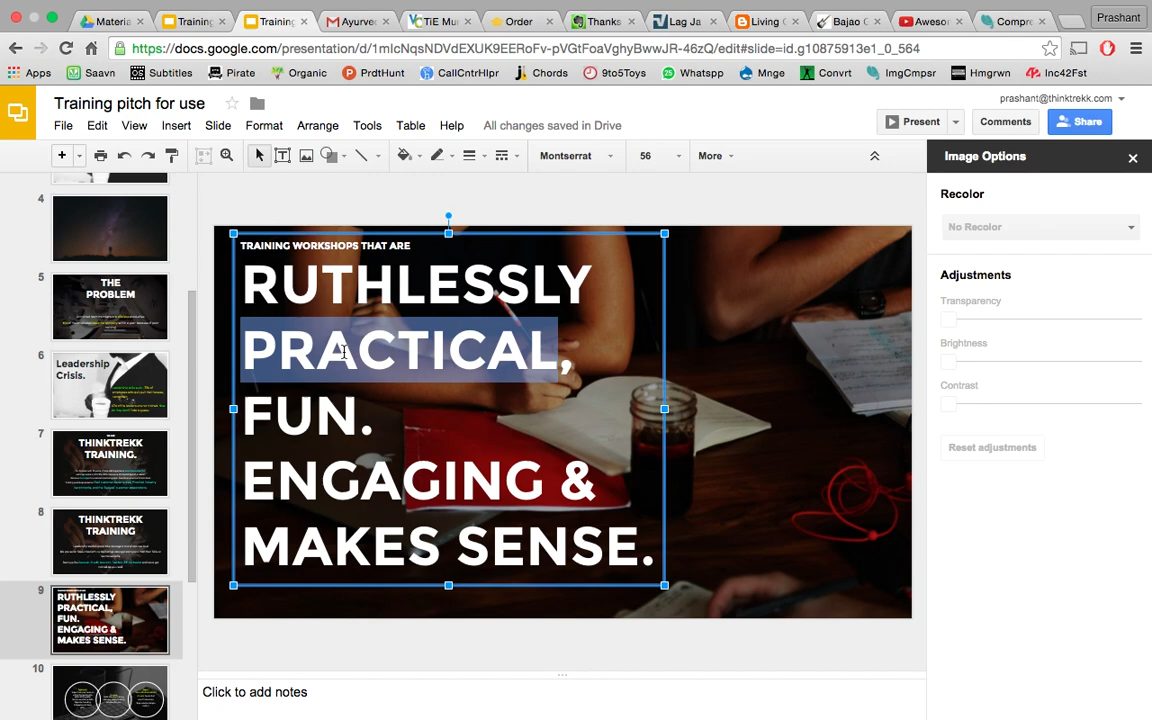 Materia
Training
Training
Ayurve
TiE Mu
Order
Thanks
Lag Ja
Living
Bajao G
Awesor
Compre
Prashant
https://docs.google.com/presentation/d/1mIcNqsNDVdEXUK9EERoFv-pVGtFoaVghyBwwJR-46zQ/edit#slide=id.g10875913e1_0_564
Apps
Saavn
Subtitles
Pirate
Organic
PrdtHunt
CallCntrHlpr
Chords
9to5Toys
Whatspp
Mnge
Convrt
ImgCmpsr
Hmgrwn
Inc42Fst
Training pitch for use
prashant@thinktrekk.com
File Edit View Insert Slide Format Arrange Tools Table Help All changes saved in Drive
Present
Comments
Share
Montserrat
56
More
Image Options
Recolor
No Recolor
Adjustments
Transparency
Brightness
Contrast
Reset adjustments
4
5
THE
PROBLEM
6
Leadership
Crisis.
7
THINKTREKK
TRAINING.
8
THINKTREKK
TRAINING
9
RUTHLESSLY
PRACTICAL,
FUN.
ENGAGING &
MAKES SENSE.
10
TRAINING WORKSHOPS THAT ARE
RUTHLESSLY
PRACTICAL,
FUN.
ENGAGING &
MAKES SENSE.
Click to add notes